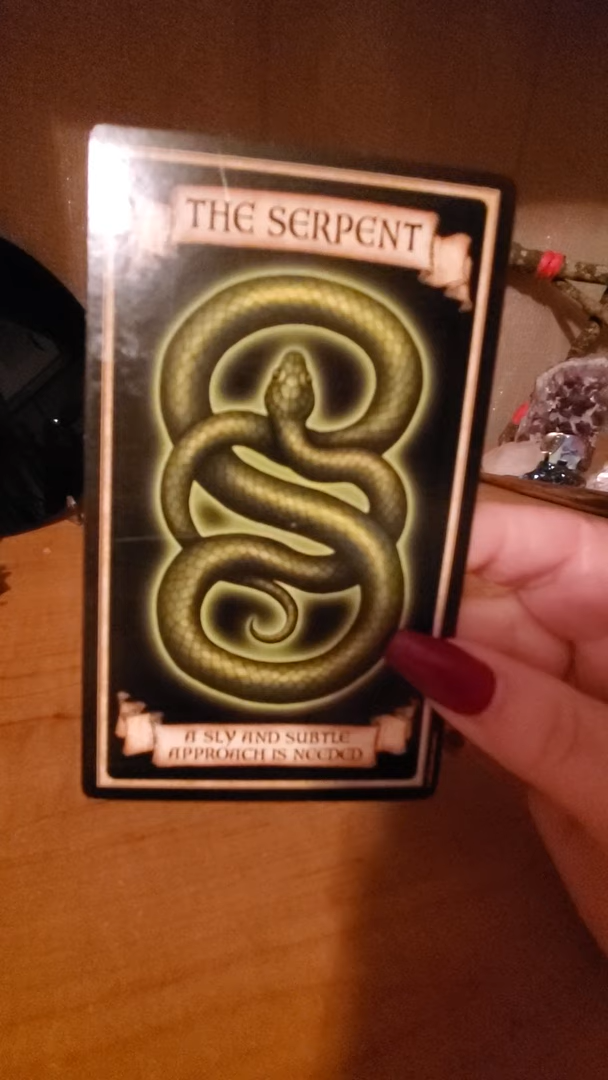 THE SERPENT
A SLY AND SUBTLE
APPROACH IS NEEDED